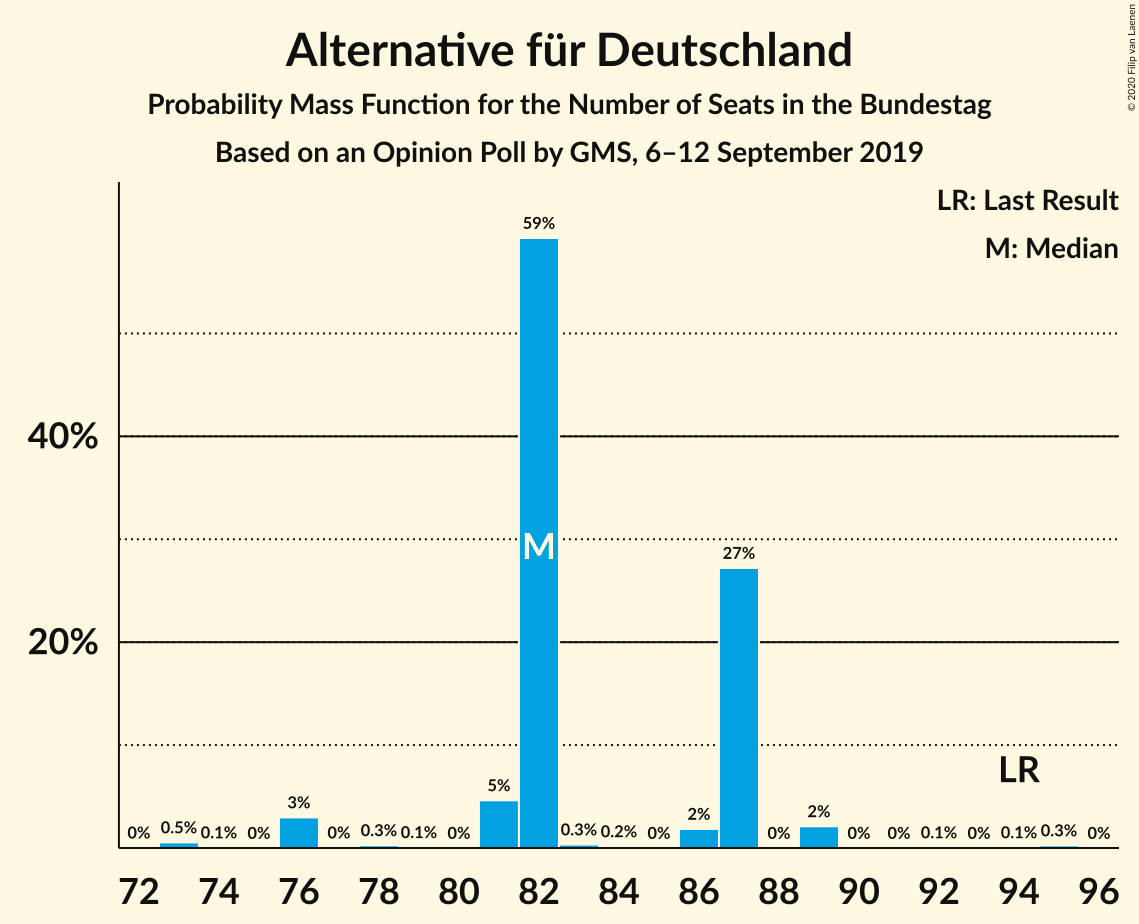 Alternative für Deutschland
Probability Mass Function for the Number of Seats in the Bundestag
Based on an Opinion Poll by GMS, 6–12 September 2019
© 2020 Filip van Laenen
LR: Last Result
M: Median
40%
20%
0% 0.5% 0.1% 0% 3% 0% 0.3% 0.1% 0% 5% 59% 0.3% 0.2% 0% 2% 27% 0% 2% 0% 0% 0.1% 0% 0.1% 0.3% 0%
M
LR
72 74 76 78 80 82 84 86 88 90 92 94 96